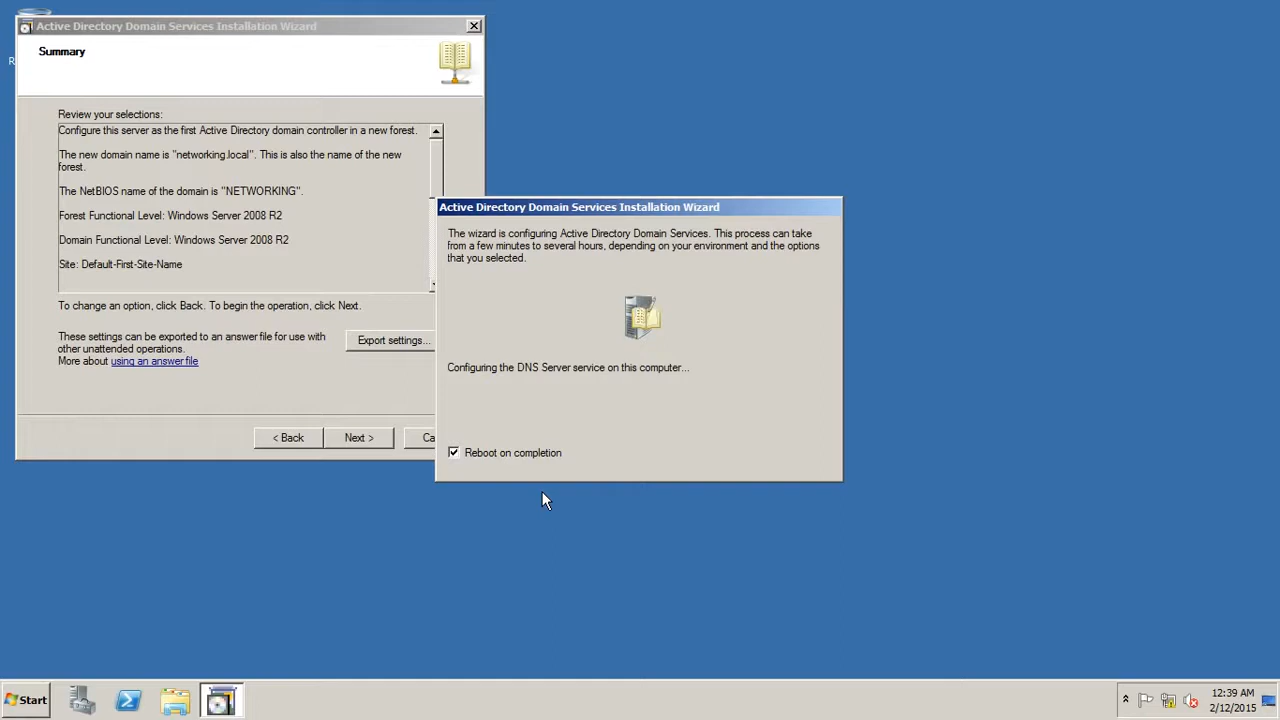 Active Directory Domain Services Installation Wizard
Summary
R
Review your selections:
Configure this server as the first Active Directory domain controller in a new forest.
The new domain name is "networking.local". This is also the name of the new
forest.
The NetBIOS name of the domain is "NETWORKING".
Forest Functional Level: Windows Server 2008 R2
Domain Functional Level: Windows Server 2008 R2
Site: Default-First-Site-Name
To change an option, click Back. To begin the operation, click Next.
These settings can be exported to an answer file for use with
other unattended operations.
More about using an answer file
Export settings...
< Back
Next >
Ca
Active Directory Domain Services Installation Wizard
The wizard is configuring Active Directory Domain Services. This process can take
from a few minutes to several hours, depending on your environment and the options
that you selected.
Configuring the DNS Server service on this computer...
Reboot on completion
Start
12:39 AM
2/12/2015